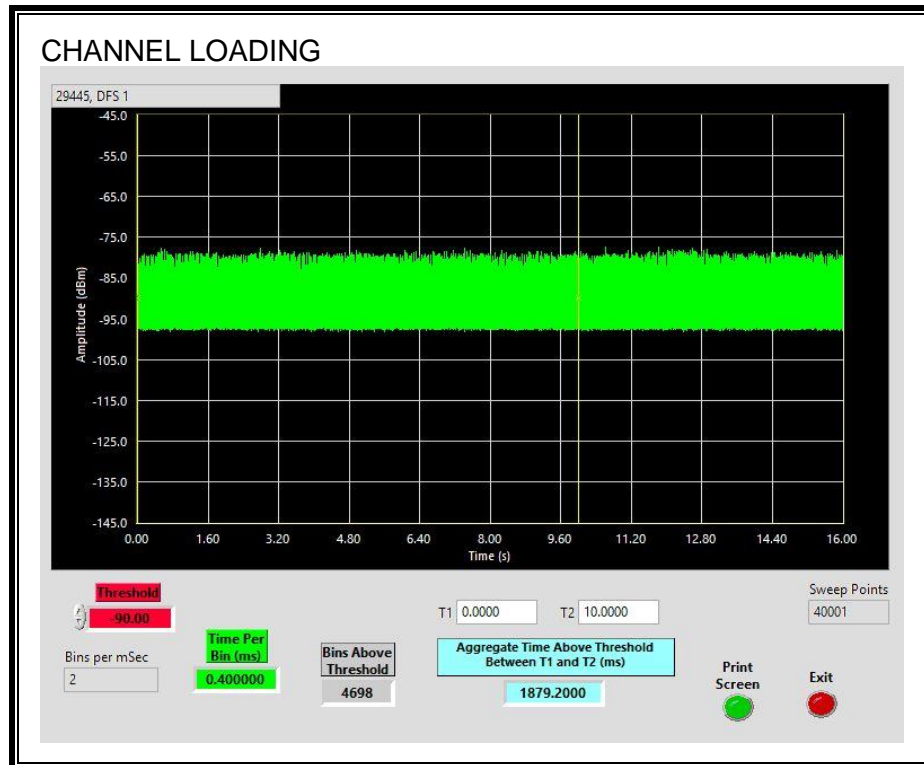 CHANNEL LOADING
29445, DFS 1
-45.0
-55.0
-65.0
-75.0
-85.0
-95.0
-105.0
-115.0
-125.0
-135.0
-145.0
Amplitude (dBm)
0.00 1.60 3.20 4.80 6.40 8.00 9.60 11.20 12.80 14.40 16.00
Time (s)
Threshold
-90.00
Bins per mSec
2
Time Per
Bin (ms)
0.400000
Bins Above
Threshold
4698
T1 0.0000 T2 10.0000
Aggregate Time Above Threshold
Between T1 and T2 (ms)
1879.2000
Sweep Points
40001
Print
Screen
Exit